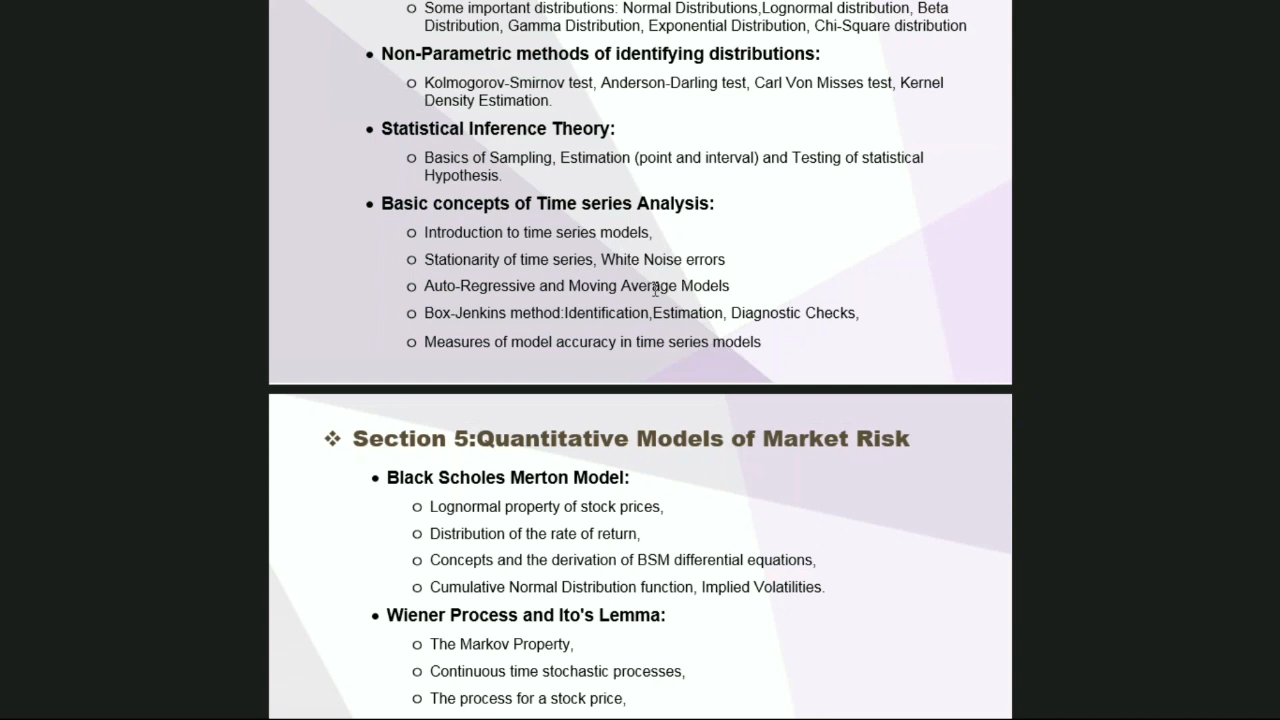 o Some important distributions: Normal Distributions,Lognormal distribution, Beta
Distribution, Gamma Distribution, Exponential Distribution, Chi-Square distribution
• Non-Parametric methods of identifying distributions:
o Kolmogorov-Smirnov test, Anderson-Darling test, Carl Von Misses test, Kernel
Density Estimation.
• Statistical Inference Theory:
o Basics of Sampling, Estimation (point and interval) and Testing of statistical
Hypothesis.
• Basic concepts of Time series Analysis:
o Introduction to time series models,
o Stationarity of time series, White Noise errors
o Auto-Regressive and Moving Average Models
o Box-Jenkins method:Identification,Estimation, Diagnostic Checks,
o Measures of model accuracy in time series models
❖ Section 5:Quantitative Models of Market Risk
• Black Scholes Merton Model:
o Lognormal property of stock prices,
o Distribution of the rate of return,
o Concepts and the derivation of BSM differential equations,
o Cumulative Normal Distribution function, Implied Volatilities.
• Wiener Process and Ito's Lemma:
o The Markov Property,
o Continuous time stochastic processes,
o The process for a stock price,